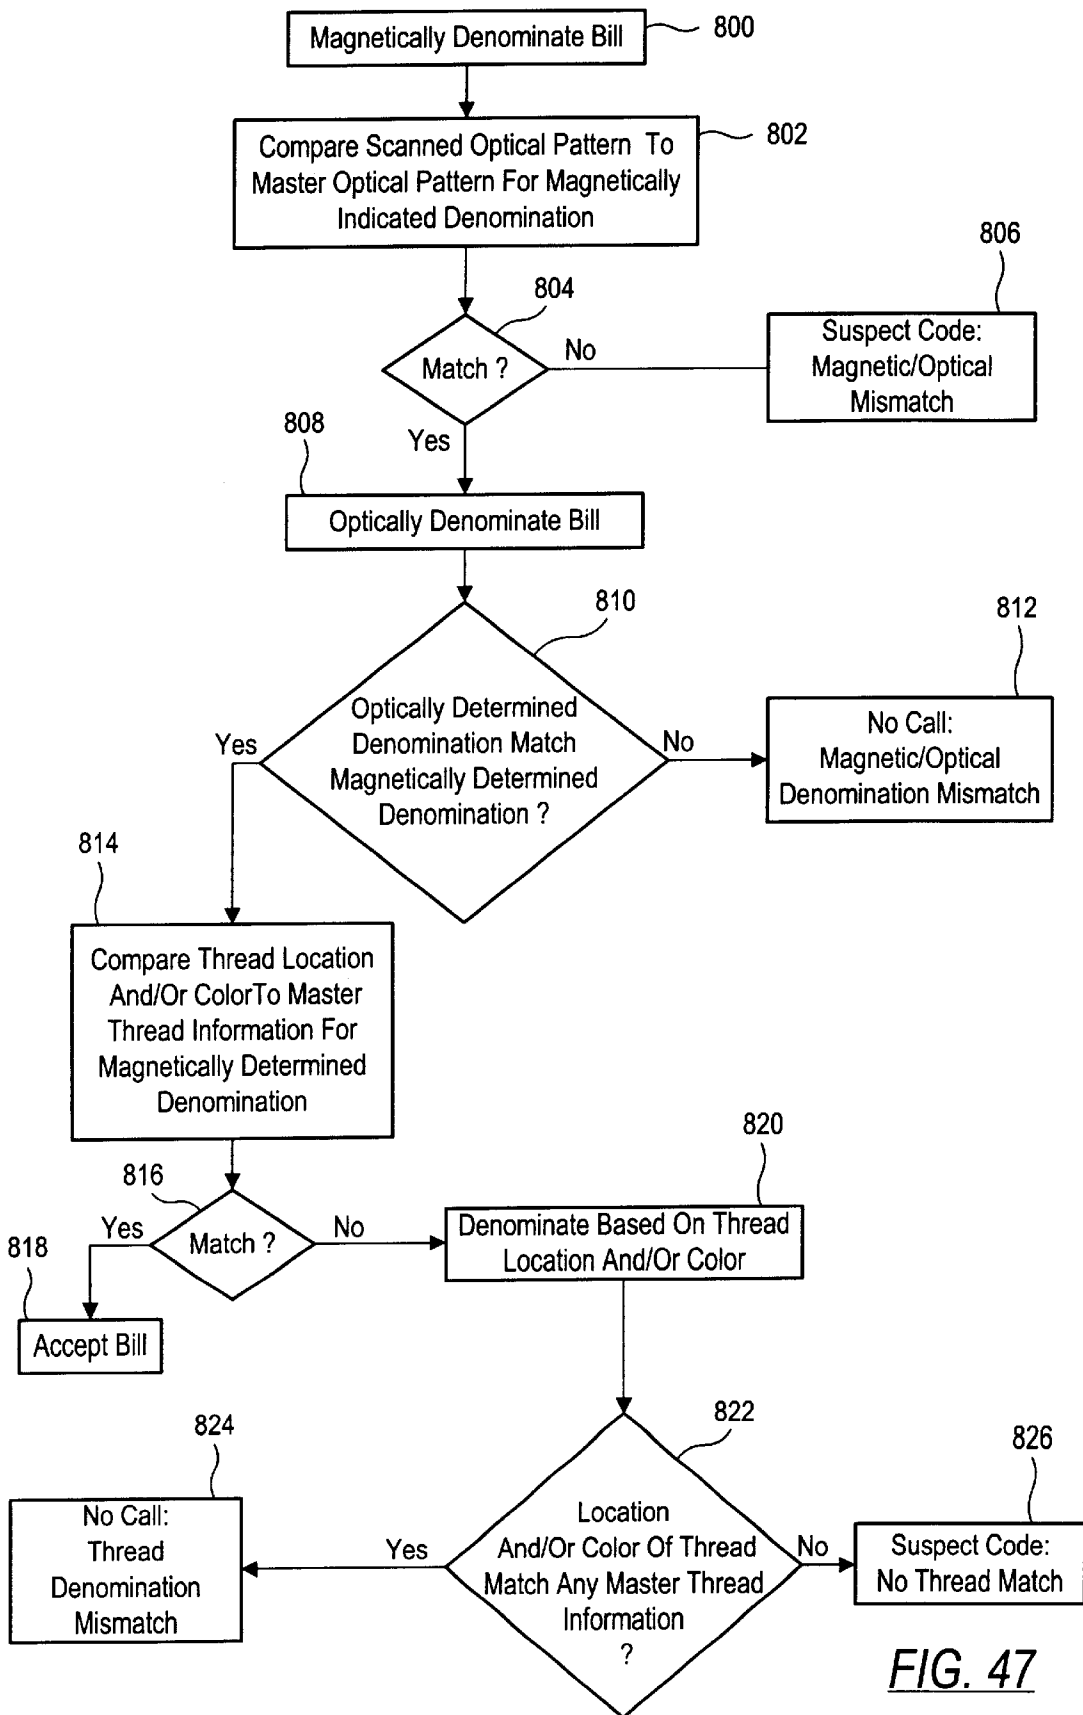 Magnetically Denominate Bill
800
Compare Scanned Optical Pattern To
Master Optical Pattern For Magnetically
Indicated Denomination
802
804
Match ?
No
806
Suspect Code:
Magnetic/Optical
Mismatch
Yes
808
Optically Denominate Bill
810
Optically Determined
Denomination Match
Magnetically Determined
Denomination ?
Yes
No
812
No Call:
Magnetic/Optical
Denomination Mismatch
814
Compare Thread Location
And/Or ColorTo Master
Thread Information For
Magnetically Determined
Denomination
816
Match ?
Yes
No
818
Accept Bill
820
Denominate Based On Thread
Location And/Or Color
822
Location
And/Or Color Of Thread
Match Any Master Thread
Information
?
Yes
No
824
No Call:
Thread
Denomination
Mismatch
826
Suspect Code:
No Thread Match
FIG. 47